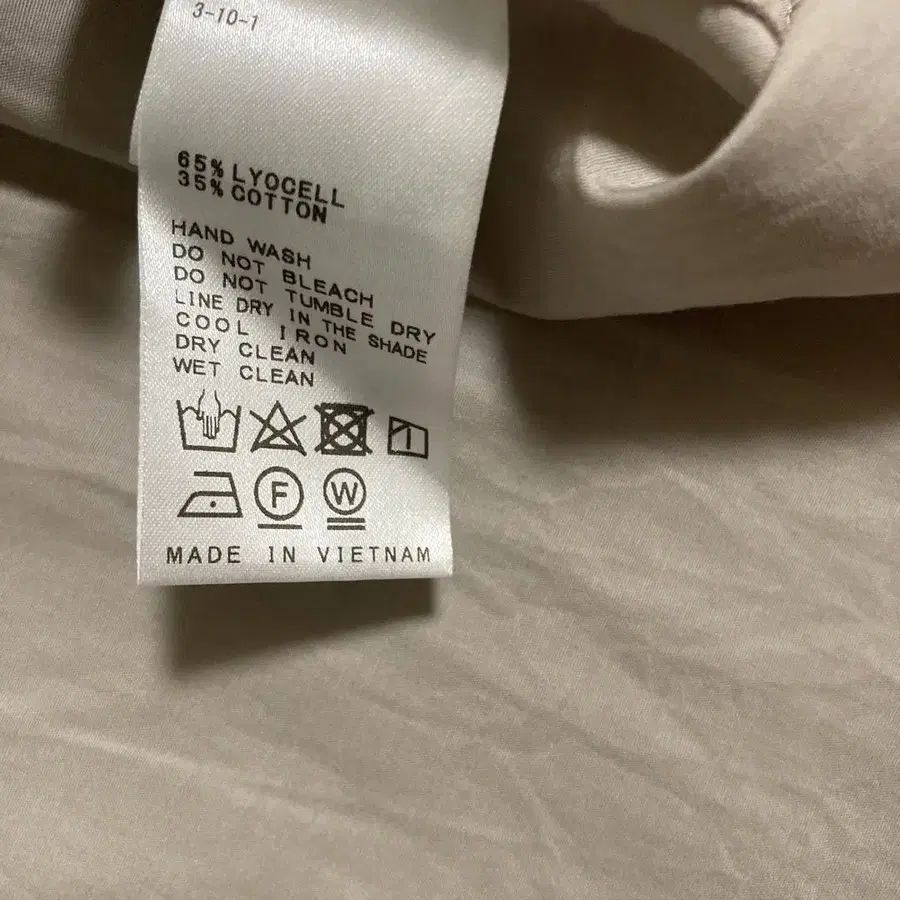 3-10-1
65% LYOCELL
35% COTTON
HAND WASH
DO NOT BLEACH
DO NOT TUMBLE DRY
LINE DRY IN THE SHADE
COOL IRON
DRY CLEAN
WET CLEAN
F W
MADE IN VIETNAM